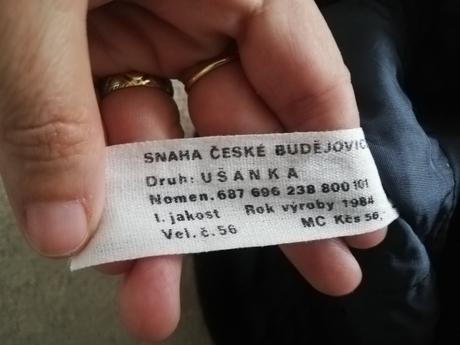 SNAHA ČESKÉ BUDĚJOVIC
Druh: UŠANKA
Nomen. 687 696 238 800 101
I. jakost Rok výroby 1984
Vel. č. 56 MC Kčs 56,-